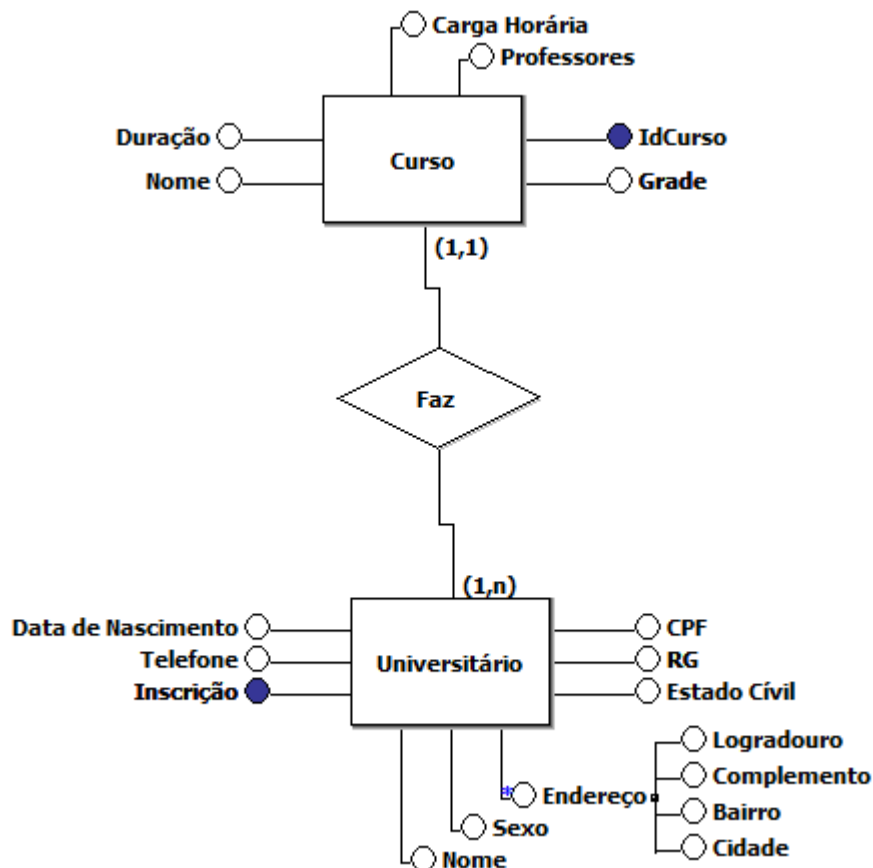 Carga Horária
Professores
Duração
IdCurso
Curso
Nome
Grade
(1,1)
Faz
(1,n)
Data de Nascimento
CPF
Telefone
Universitário
RG
Inscrição
Estado Cívil
Logradouro
Complemento
*
Endereço
Bairro
Sexo
Cidade
Nome